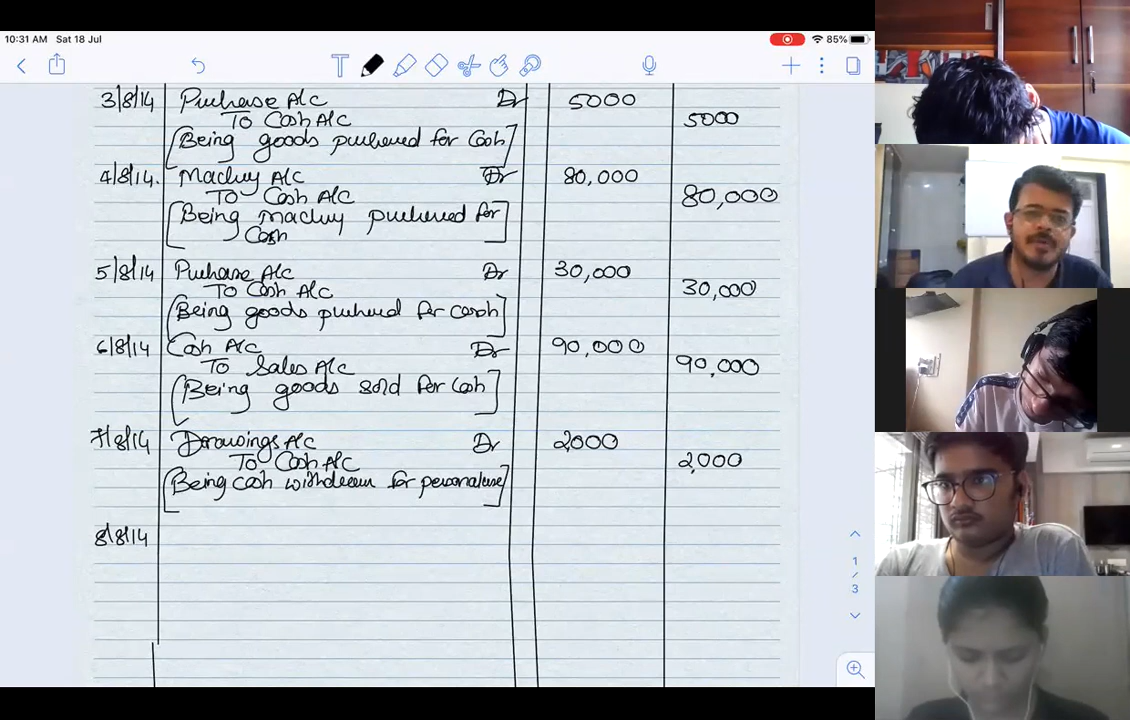 10:31 AM Sat 18 Jul 85%
3/8/14 Purchase A/c Dr 5000
To Cash A/c 5000
[Being goods purchased for Cash]
4/8/14. Machiy A/c Dr 80,000
To Cash A/c 80,000
[Being Machiy purchased for
Cash]
5/8/14 Purchase A/c Dr 30,000
To Cash A/c 30,000
[Being goods purchased for cash]
6/8/14 Cash A/c Dr 90,000
To Sales A/c 90,000
[Being goods sold for Cash]
7/8/14 Drawings A/c Dr 2,000
To Cash A/c 2,000
[Being cash withdrawn for personal use]
8/8/14
1
/
3